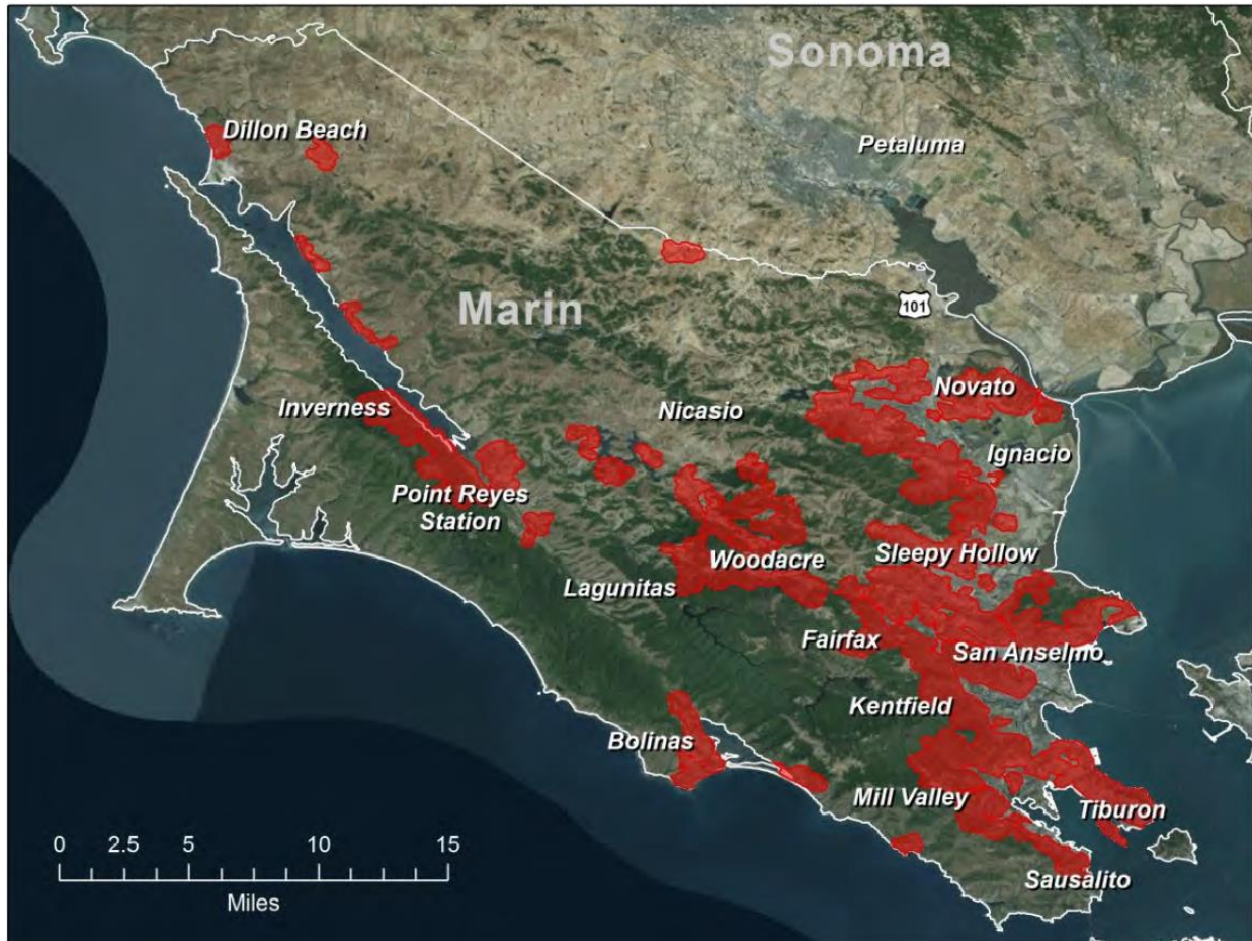 Sonoma
Dillon Beach
Petaluma
Marin
101
Inverness
Nicasio
Novato
Ignacio
Point Reyes
Station
Woodacre
Sleepy Hollow
Lagunitas
Fairfax
San Anselmo
Kentfield
Bolinas
Mill Valley
Tiburon
Sausalito
0 2.5 5 10 15
Miles